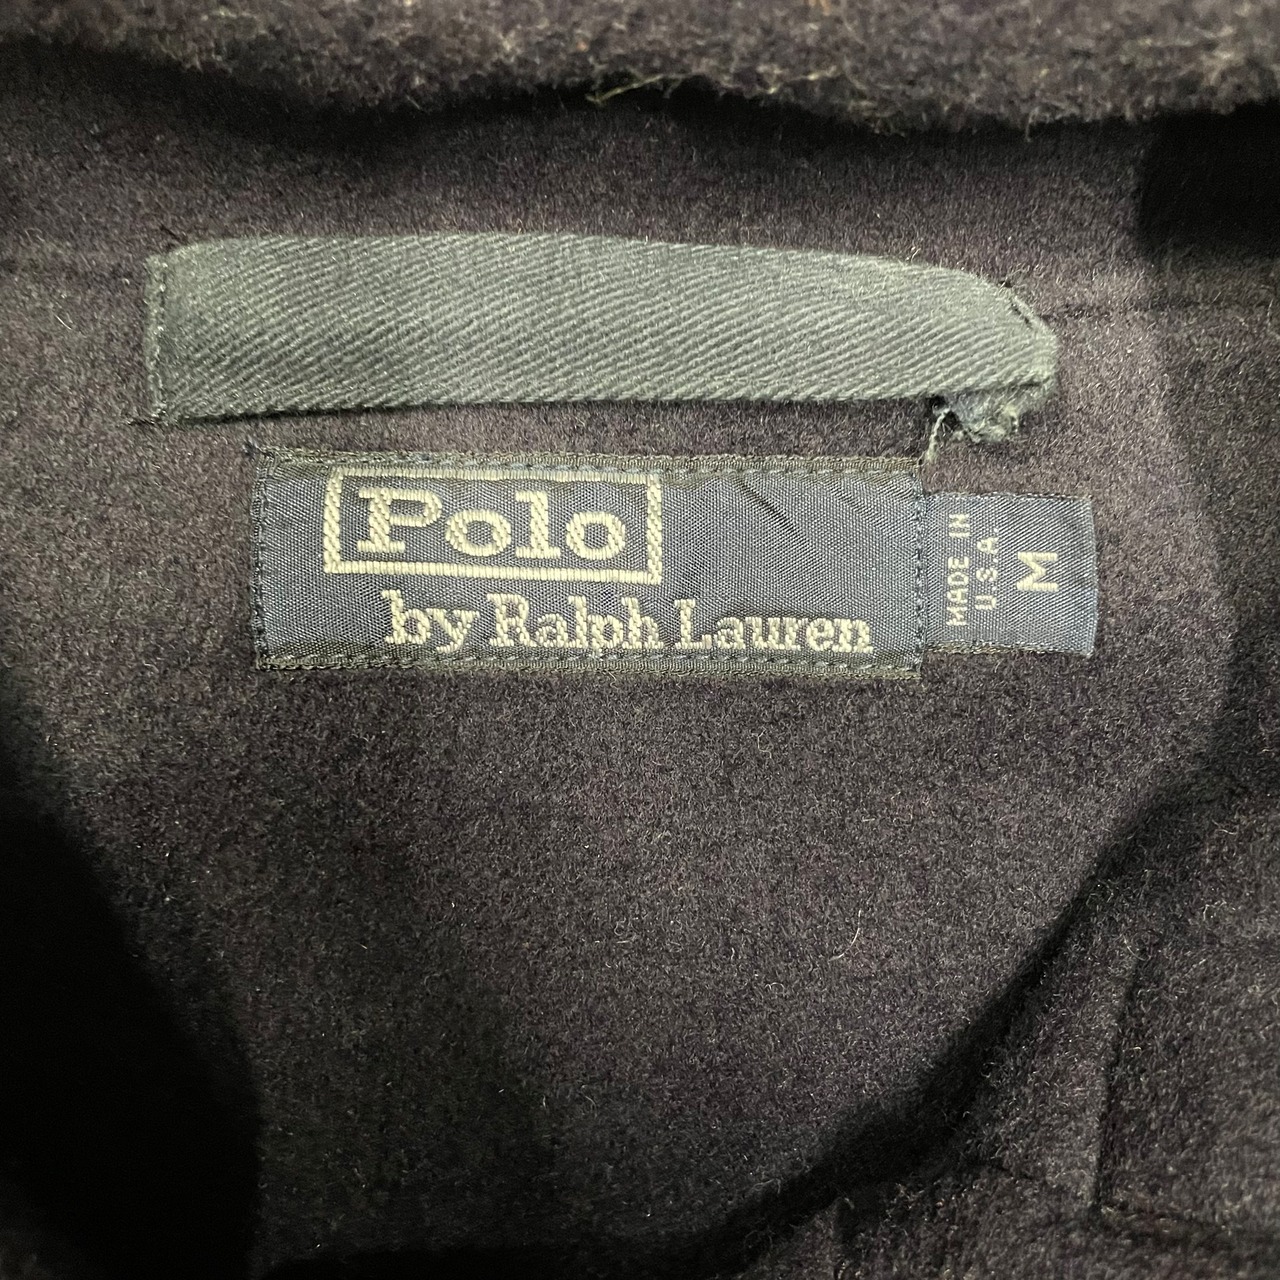 Polo
by Ralph Lauren
MADE IN
U.S.A.
M